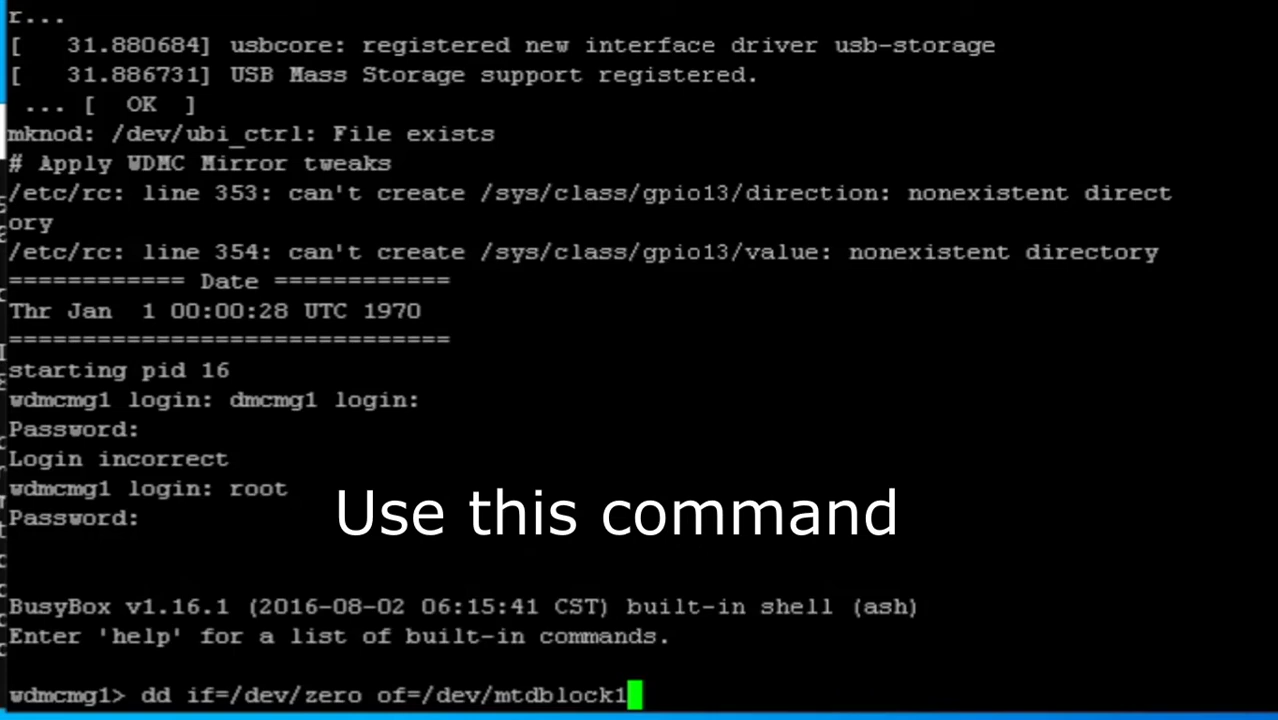 r...
[   31.880684] usbcore: registered new interface driver usb-storage
[   31.886731] USB Mass Storage support registered.
 ... [  OK  ]
mknod: /dev/ubi_ctrl: File exists
# Apply WDMC Mirror tweaks
/etc/rc: line 353: can't create /sys/class/gpio13/direction: nonexistent direct
ory
/etc/rc: line 354: can't create /sys/class/gpio13/value: nonexistent directory
============ Date ============
Thr Jan  1 00:00:28 UTC 1970
==============================
starting pid 16
wdmcmg1 login: dmcmg1 login:
Password:
Login incorrect
wdmcmg1 login: root
Password:
Use this command
BusyBox v1.16.1 (2016-08-02 06:15:41 CST) built-in shell (ash)
Enter 'help' for a list of built-in commands.
wdmcmg1> dd if=/dev/zero of=/dev/mtdblock1